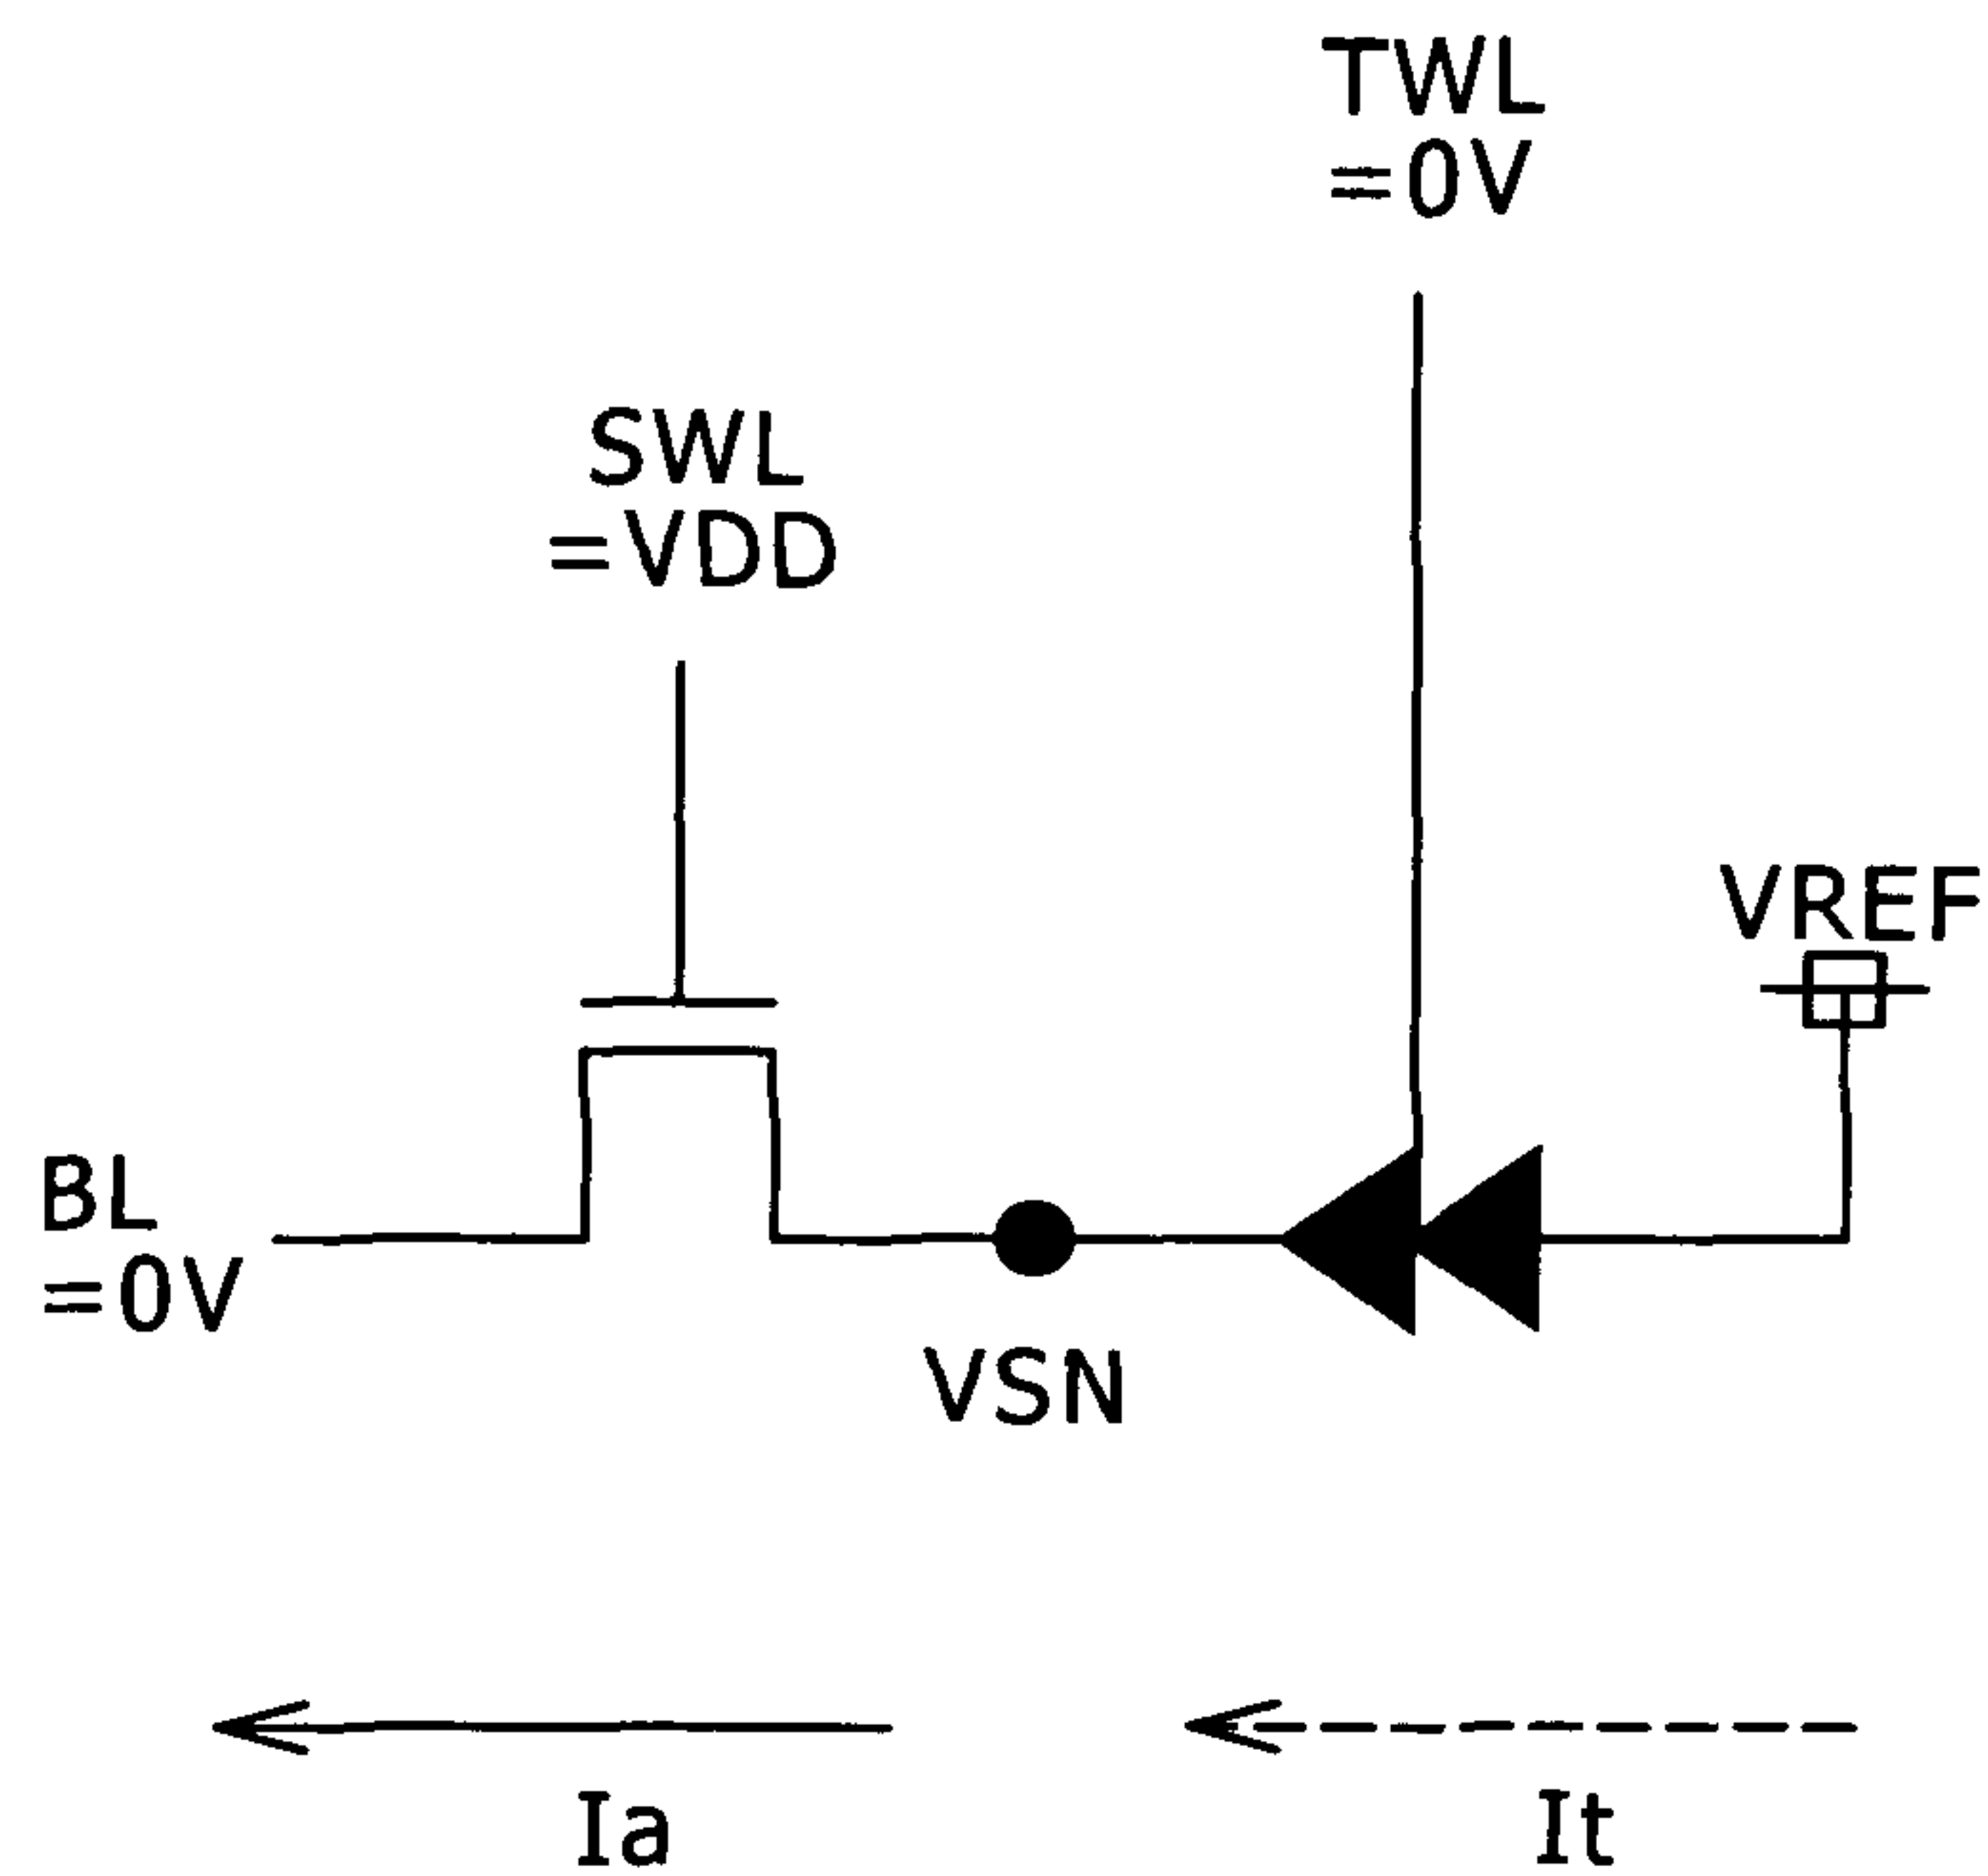 TWL
=0V
SWL
=VDD
VREF
BL
=0V
VSN
Ia
It